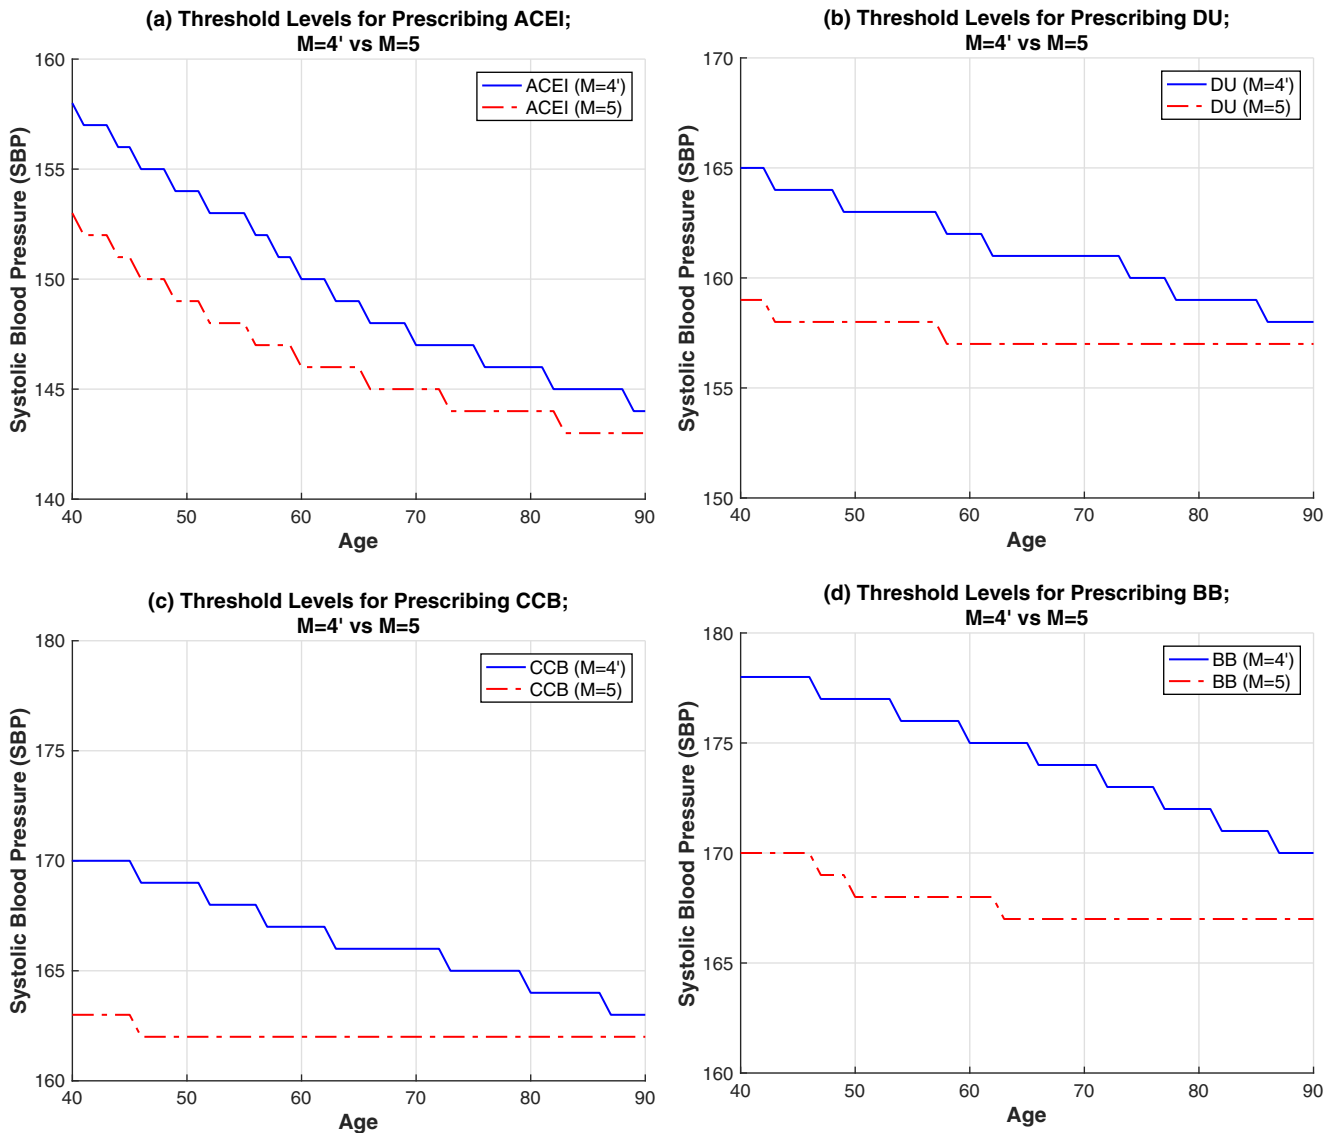 (a) Threshold Levels for Prescribing ACEI;
M=4' vs M=5
160
155
150
145
140
40 50 60 70 80 90
Systolic Blood Pressure (SBP)
Age
ACEI (M=4')
ACEI (M=5)
(b) Threshold Levels for Prescribing DU;
M=4' vs M=5
170
165
160
155
150
40 50 60 70 80 90
Systolic Blood Pressure (SBP)
Age
DU (M=4')
DU (M=5)
(c) Threshold Levels for Prescribing CCB;
M=4' vs M=5
180
175
170
165
160
40 50 60 70 80 90
Systolic Blood Pressure (SBP)
Age
CCB (M=4')
CCB (M=5)
(d) Threshold Levels for Prescribing BB;
M=4' vs M=5
180
175
170
165
160
40 50 60 70 80 90
Systolic Blood Pressure (SBP)
Age
BB (M=4')
BB (M=5)